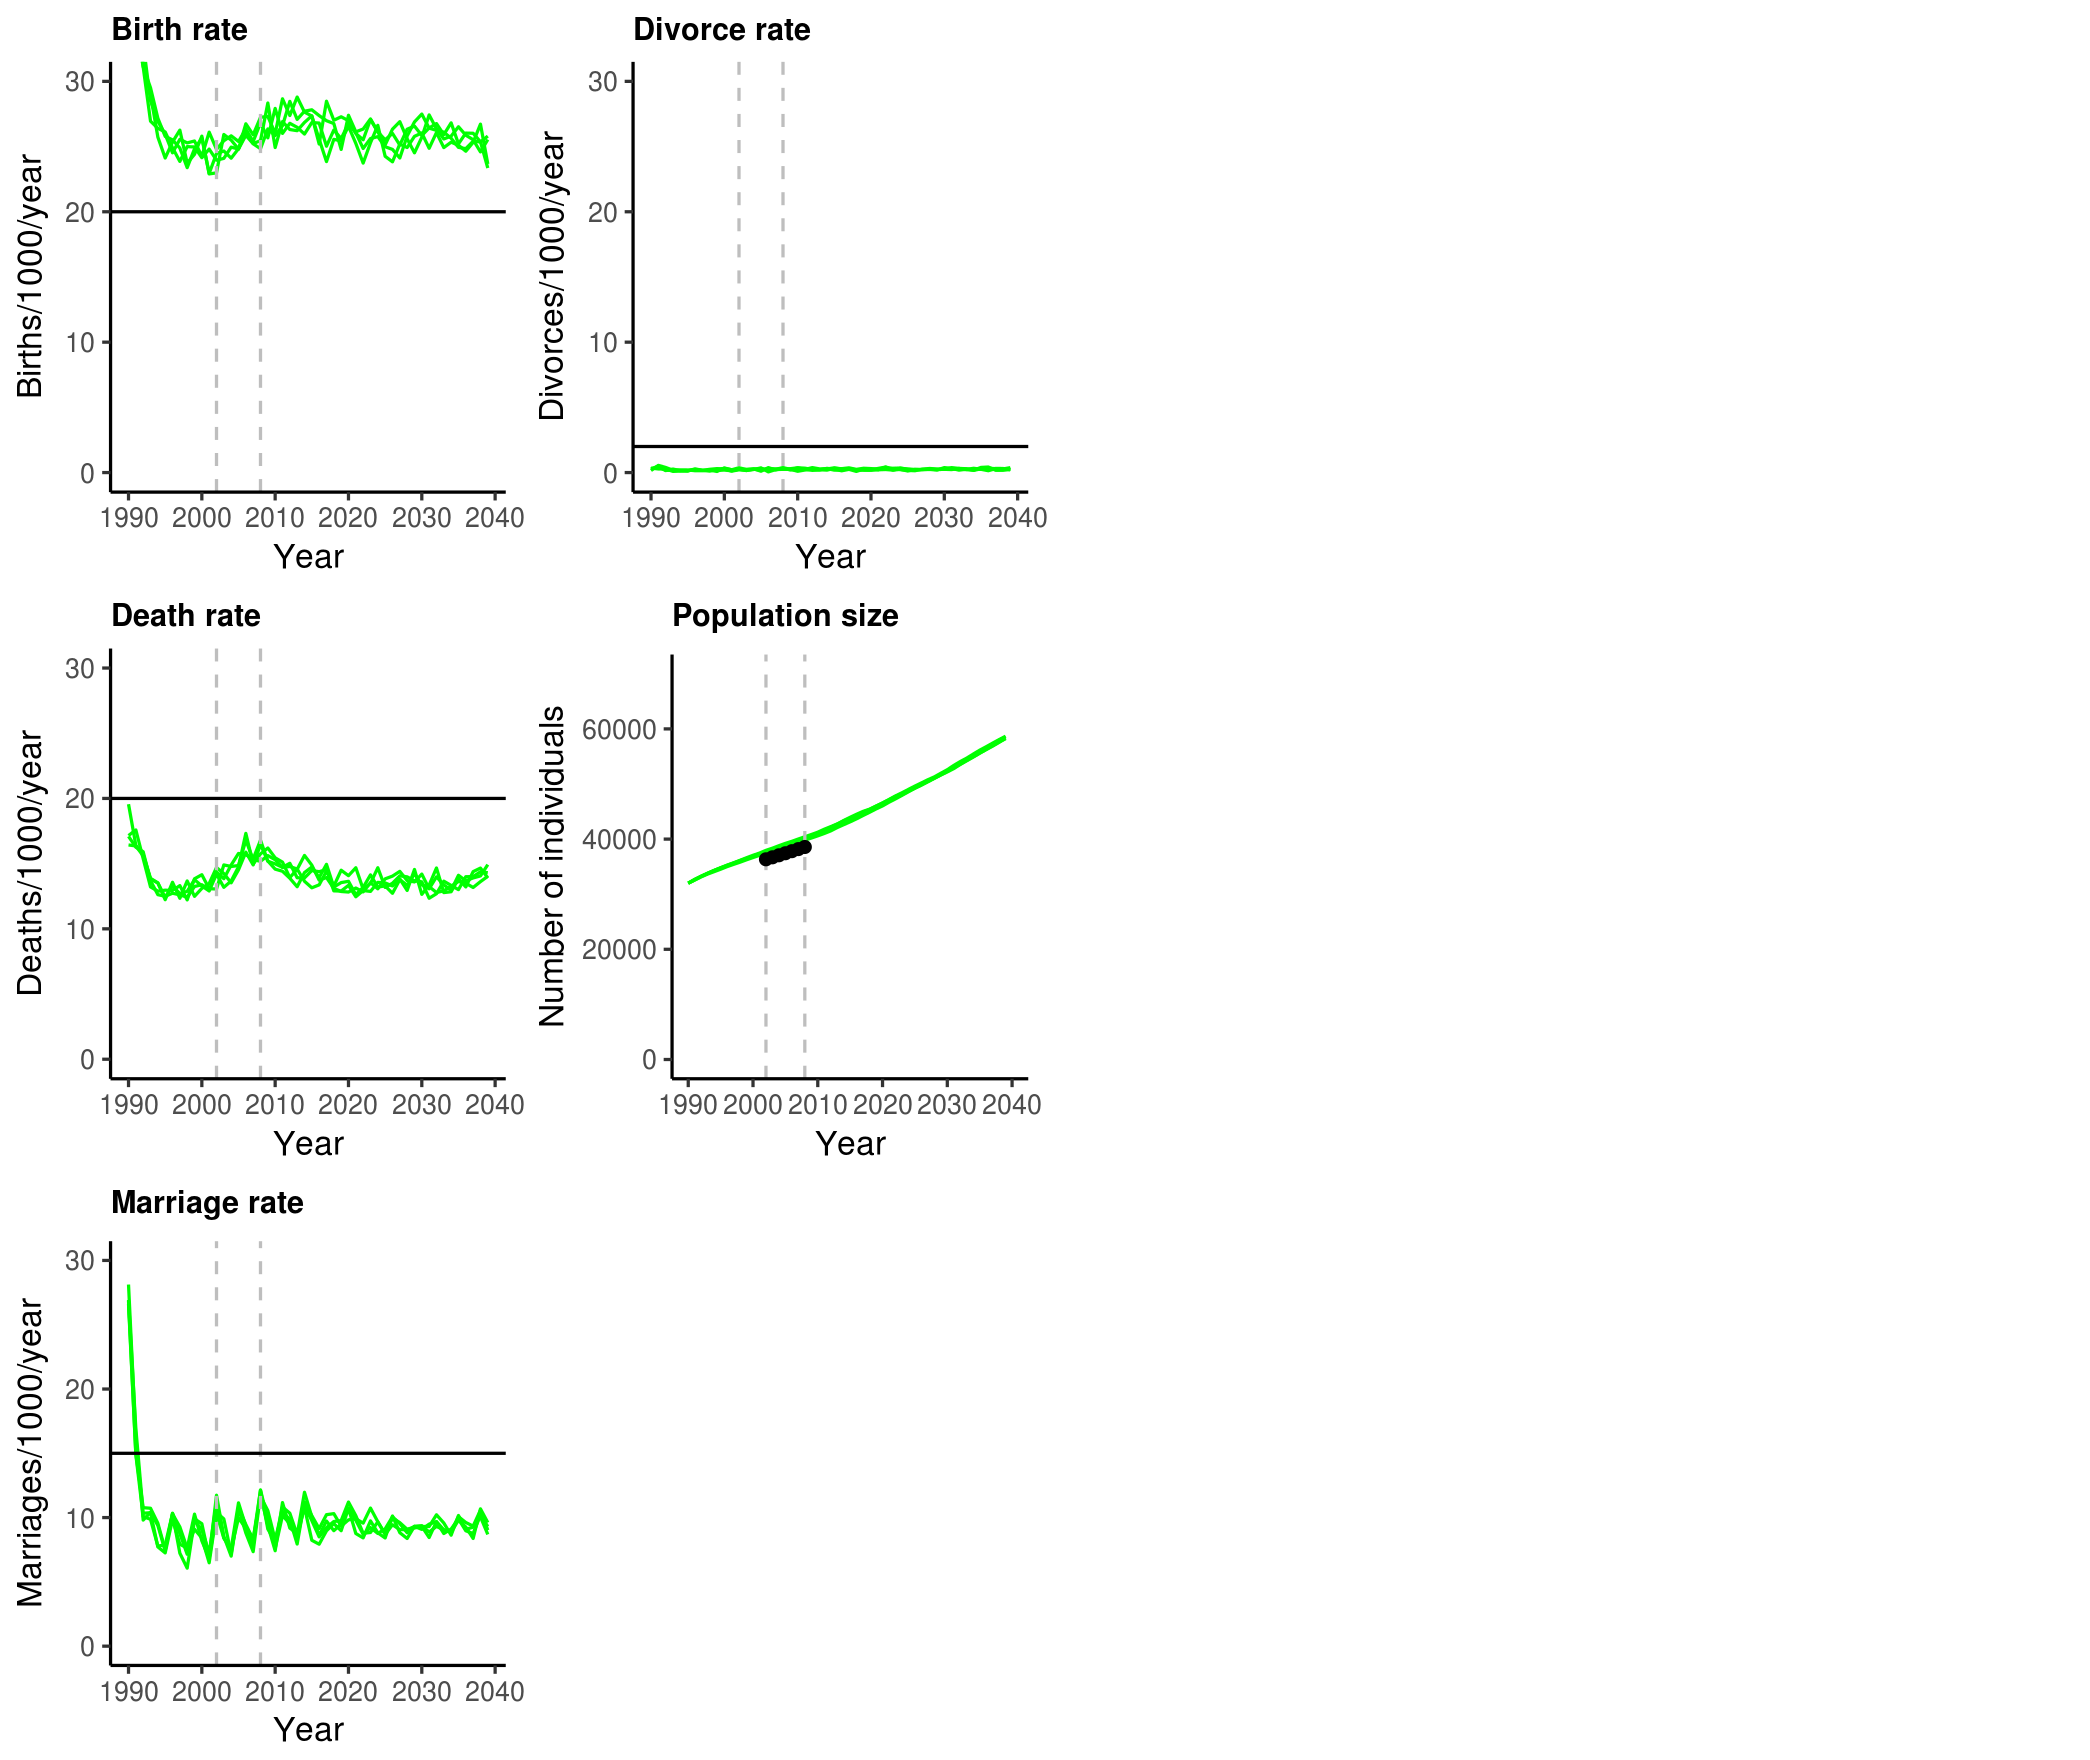 Birth rate
Births/1000/year
30
20
10
0
1990 2000 2010 2020 2030 2040
Year
Divorce rate
Divorces/1000/year
30
20
10
0
1990 2000 2010 2020 2030 2040
Year
Death rate
Deaths/1000/year
30
20
10
0
1990 2000 2010 2020 2030 2040
Year
Population size
Number of individuals
60000
40000
20000
0
1990 2000 2010 2020 2030 2040
Year
Marriage rate
Marriages/1000/year
30
20
10
0
1990 2000 2010 2020 2030 2040
Year